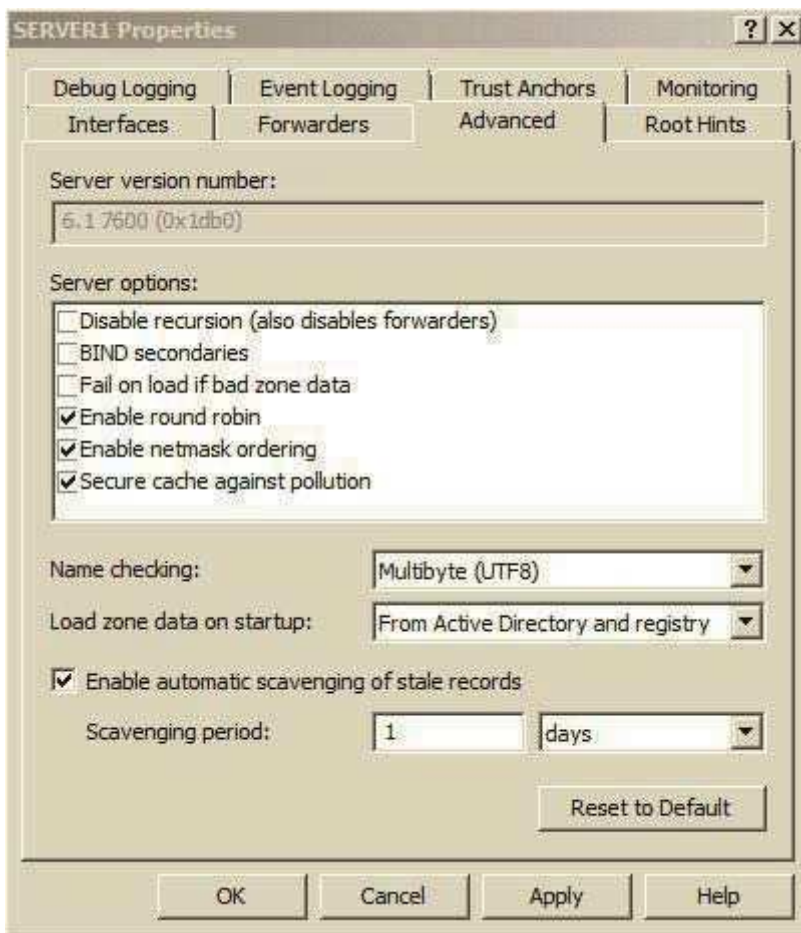 SERVER1 Properties
Debug Logging Event Logging Trust Anchors Monitoring
Interfaces Forwarders Advanced Root Hints
Server version number:
6.1 7600 (0x1db0)
Server options:
Disable recursion (also disables forwarders)
BIND secondaries
Fail on load if bad zone data
Enable round robin
Enable netmask ordering
Secure cache against pollution
Name checking: Multibyte (UTF8)
Load zone data on startup: From Active Directory and registry
Enable automatic scavenging of stale records
Scavenging period: 1 days
Reset to Default
OK Cancel Apply Help